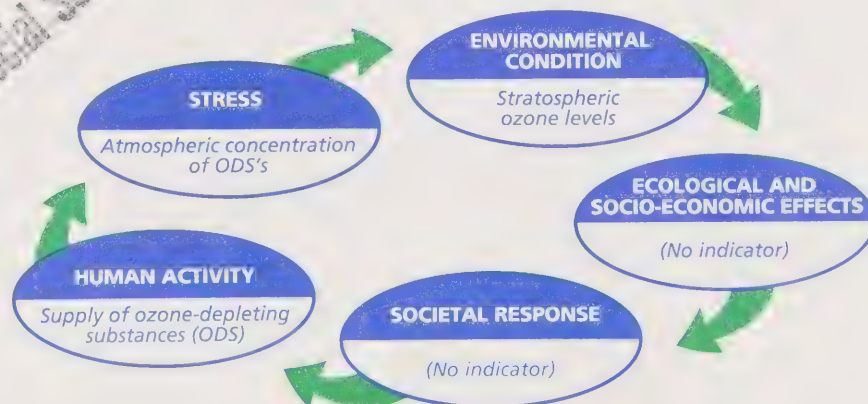 ENVIRONMENTAL
CONDITION
Stratospheric
ozone levels
STRESS
Atmospheric concentration
of ODS's
ECOLOGICAL AND
SOCIO-ECONOMIC EFFECTS
(No indicator)
HUMAN ACTIVITY
Supply of ozone-depleting
substances (ODS)
SOCIETAL RESPONSE
(No indicator)